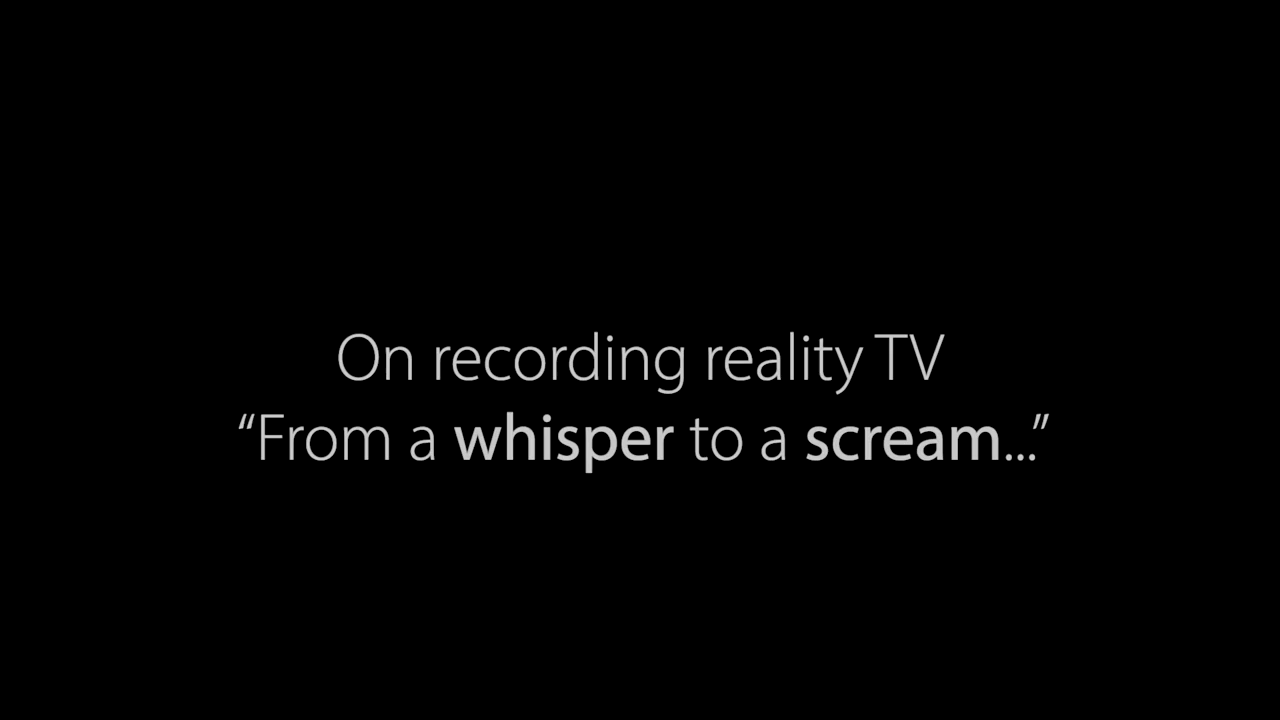 On recording reality TV
“From a whisper to a scream...”